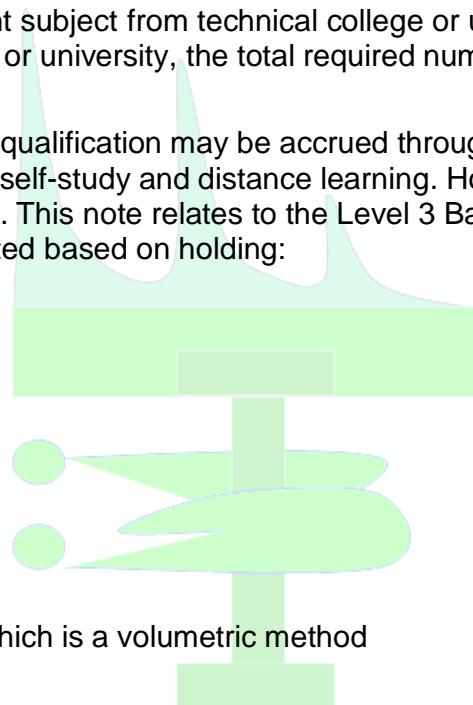 nt subject from technical college or u
or university, the total required num
qualification may be accrued throug
self-study and distance learning. Ho
. This note relates to the Level 3 Ba
ted based on holding:
hich is a volumetric method